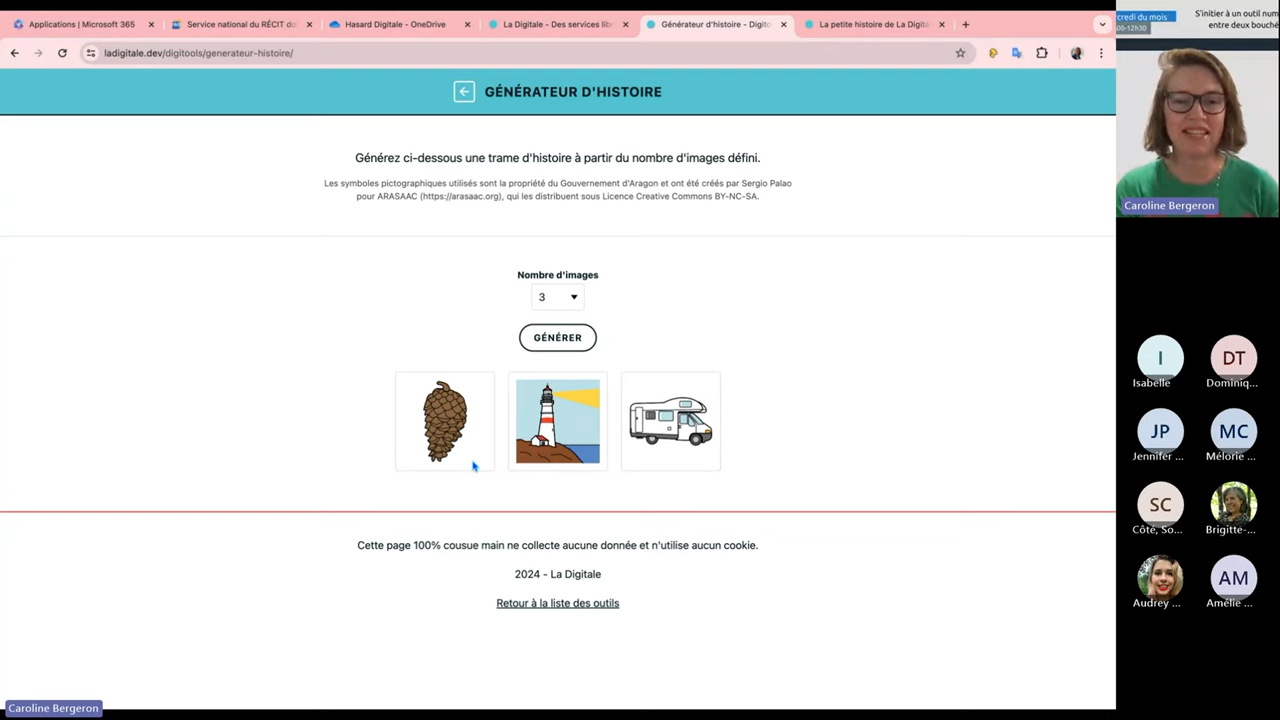 Applications | Microsoft 365
Service national du RÉCIT do
Hasard Digitale - OneDrive
La Digitale - Des services libr
Générateur d'histoire - Digito
La petite histoire de La Digita
ladigitale.dev/digitools/generateur-histoire/
GÉNÉRATEUR D'HISTOIRE
Générez ci-dessous une trame d'histoire à partir du nombre d'images défini.
Les symboles pictographiques utilisés sont la propriété du Gouvernement d'Aragon et ont été créés par Sergio Palao
pour ARASAAC (https://arasaac.org), qui les distribuent sous Licence Creative Commons BY-NC-SA.
Nombre d'images
3
GÉNÉRER
Cette page 100% cousue main ne collecte aucune donnée et n'utilise aucun cookie.
2024 - La Digitale
Retour à la liste des outils
Caroline Bergeron
credi du mois
00-12h30
S'initier à un outil num
entre deux bouché
Caroline Bergeron
I
Isabelle
DT
Dominiq...
JP
Jennifer ...
MC
Mélorie ...
SC
Côté, So...
Brigitte-...
Audrey ...
AM
Amélie ...